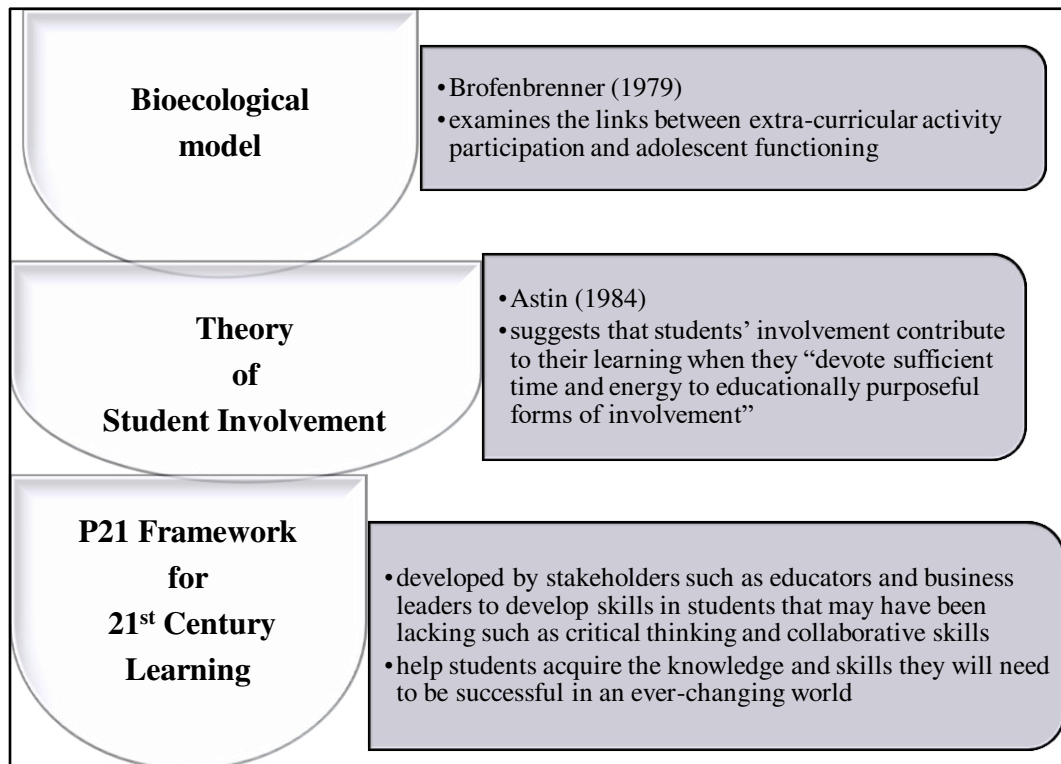 Bioecological
model
•Brofenbrenner (1979)
•examines the links between extra-curricular activity
participation and adolescent functioning
Theory
of
Student Involvement
•Astin (1984)
•suggests that students’ involvement contribute
to their learning when they “devote sufficient
time and energy to educationally purposeful
forms of involvement”
P21 Framework
for
21st Century
Learning
•developed by stakeholders such as educators and business
leaders to develop skills in students that may have been
lacking such as critical thinking and collaborative skills
•help students acquire the knowledge and skills they will need
to be successful in an ever-changing world